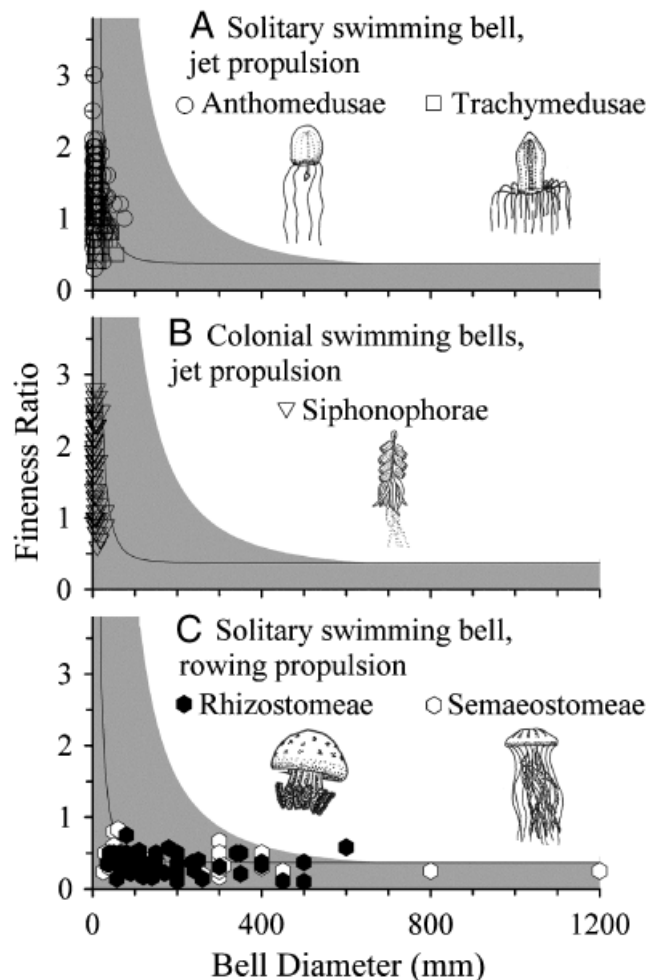 A Solitary swimming bell,
jet propulsion
Anthomedusae Trachymedusae
3
2
1
0
B Colonial swimming bells,
jet propulsion
Siphonophorae
3
2
1
0
Fineness Ratio
C Solitary swimming bell,
rowing propulsion
Rhizostomeae Semaeostomeae
3
2
1
0
0 400 800 1200
Bell Diameter (mm)